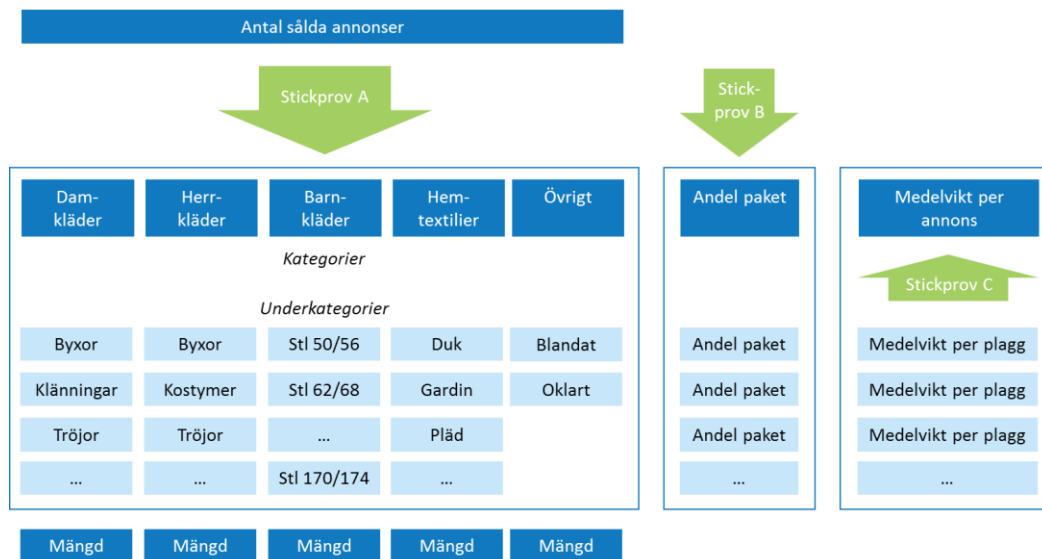 Antal sålda annonser
Stickprov A
Stick-
prov B
Dam-
kläder
Herr-
kläder
Barn-
kläder
Hem-
textilier
Övrigt
Andel paket
Medelvikt per
annons
Kategorier
Stickprov C
Underkategorier
Byxor
Byxor
Stl 50/56
Duk
Blandat
Andel paket
Medelvikt per plagg
Klänningar
Kostymer
Stl 62/68
Gardin
Oklart
Andel paket
Medelvikt per plagg
Tröjor
Tröjor
...
Pläd
Andel paket
Medelvikt per plagg
...
...
Stl 170/174
...
...
...
Mängd
Mängd
Mängd
Mängd
Mängd